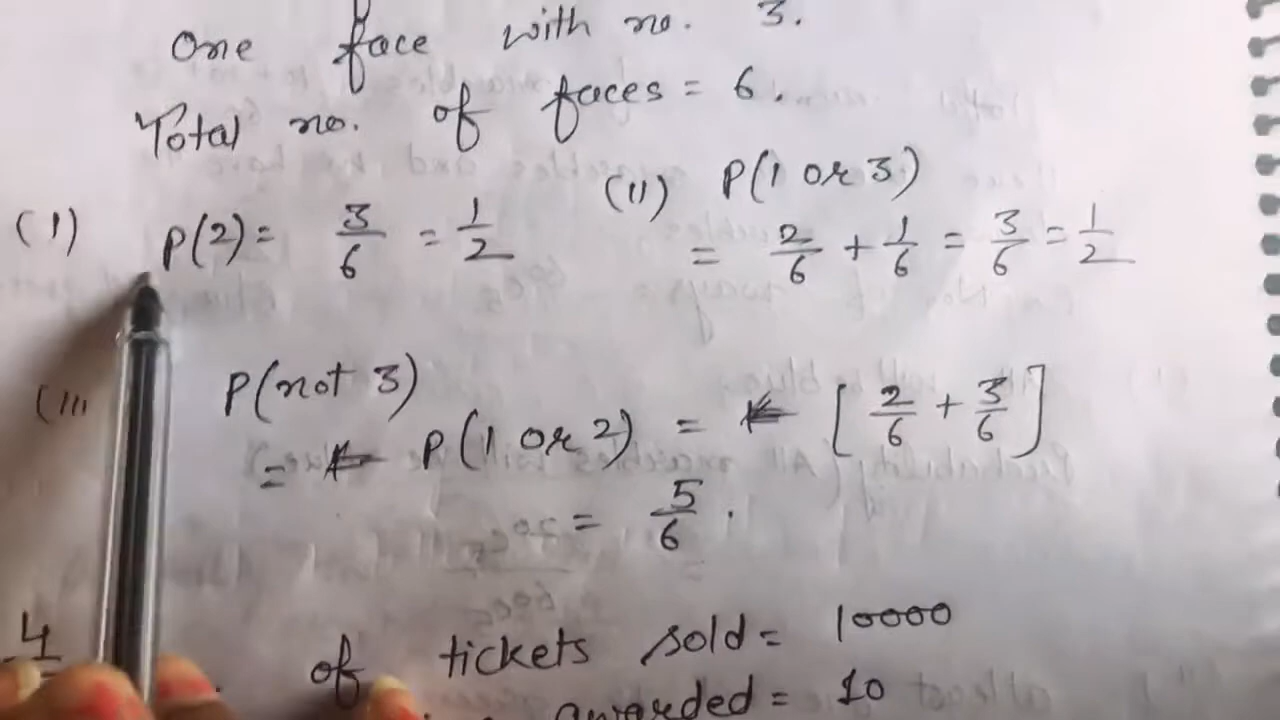 One face with no. 3.
Total no. of faces = 6.
(I) P(2) = 3/6 = 1/2
(II) P(1 or 3)
= 2/6 + 1/6 = 3/6 = 1/2
(III P(not 3)
= P(1 or 2) = [2/6 + 3/6]
= 5/6.
4
of tickets sold = 10000
awarded = 10